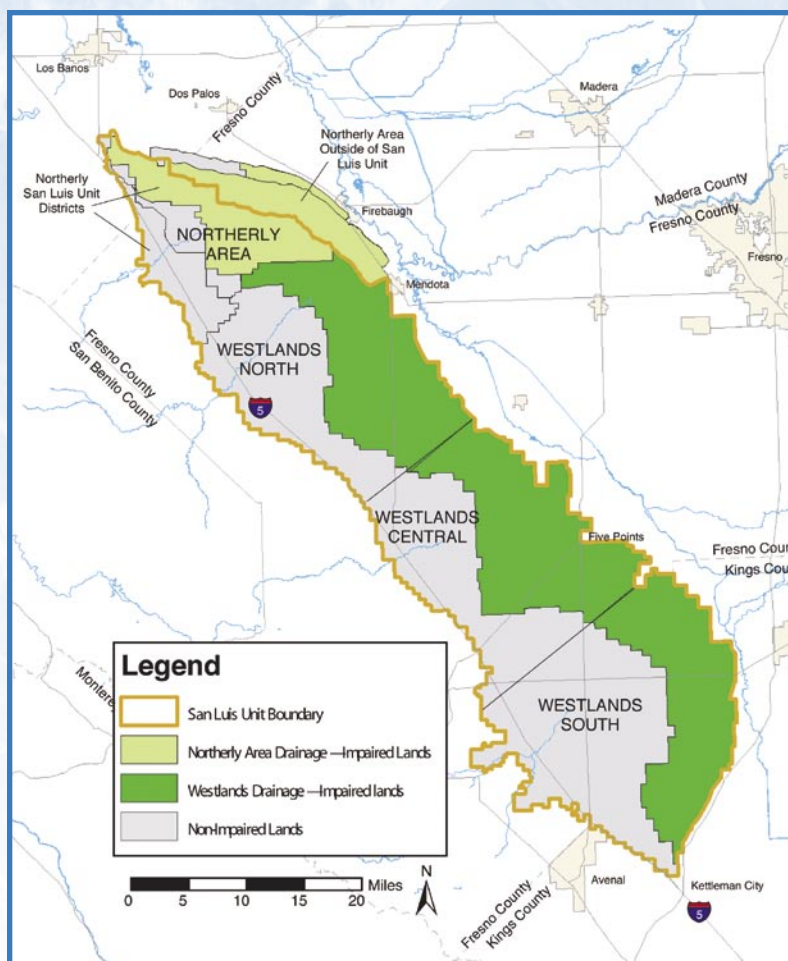 Los Banos
Dos Palos
Fresno County
Madera
Northerly Area
Outside of San
Luis Unit
Northerly
San Luis Unit
Districts
Madera County
Fresno County
Firebaugh
NORTHERLY
AREA
Fresno
Mendota
Fresno County
San Benito County
WESTLANDS
NORTH
5
WESTLANDS
CENTRAL
Five Points
Fresno Coun
Kings Cou
Legend
San Luis Unit Boundary
Northerly Area Drainage —Impaired Lands
Westlands Drainage —Impaired lands
Non-Impaired Lands
Monterey
WESTLANDS
SOUTH
0 5 10 15 20 Miles
N
Avenal
Kettleman City
Fresno County
Kings County
5